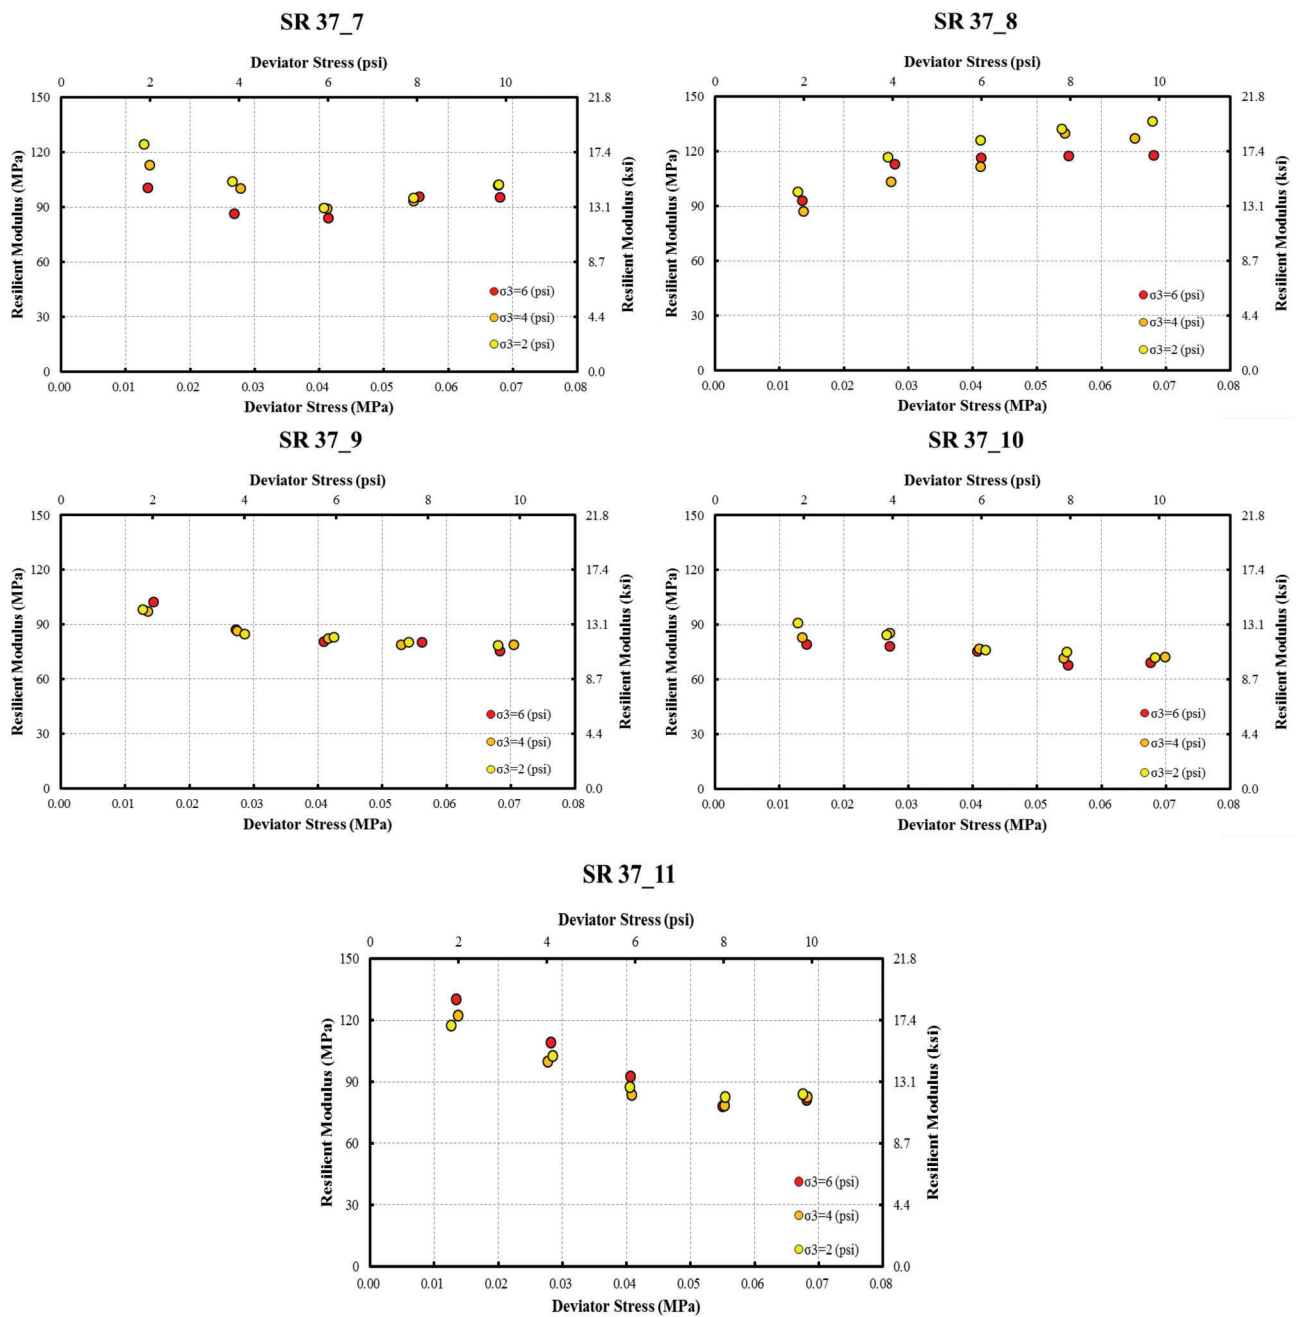 SR 37_7
Deviator Stress (psi)
0 2 4 6 8 10
Resilient Modulus (MPa)
150 21.8
120 17.4
90 13.1
60 8.7
30 4.4
0 0.0
Resilient Modulus (ksi)
σ3=6 (psi)
σ3=4 (psi)
σ3=2 (psi)
0.00 0.01 0.02 0.03 0.04 0.05 0.06 0.07 0.08
Deviator Stress (MPa)
SR 37_8
Deviator Stress (psi)
0 2 4 6 8 10
Resilient Modulus (MPa)
150 21.8
120 17.4
90 13.1
60 8.7
30 4.4
0 0.0
Resilient Modulus (ksi)
σ3=6 (psi)
σ3=4 (psi)
σ3=2 (psi)
0.00 0.01 0.02 0.03 0.04 0.05 0.06 0.07 0.08
Deviator Stress (MPa)
SR 37_9
Deviator Stress (psi)
0 2 4 6 8 10
Resilient Modulus (MPa)
150 21.8
120 17.4
90 13.1
60 8.7
30 4.4
0 0.0
Resilient Modulus (ksi)
σ3=6 (psi)
σ3=4 (psi)
σ3=2 (psi)
0.00 0.01 0.02 0.03 0.04 0.05 0.06 0.07 0.08
Deviator Stress (MPa)
SR 37_10
Deviator Stress (psi)
0 2 4 6 8 10
Resilient Modulus (MPa)
150 21.8
120 17.4
90 13.1
60 8.7
30 4.4
0 0.0
Resilient Modulus (ksi)
σ3=6 (psi)
σ3=4 (psi)
σ3=2 (psi)
0.00 0.01 0.02 0.03 0.04 0.05 0.06 0.07 0.08
Deviator Stress (MPa)
SR 37_11
Deviator Stress (psi)
0 2 4 6 8 10
Resilient Modulus (MPa)
150 21.8
120 17.4
90 13.1
60 8.7
30 4.4
0 0.0
Resilient Modulus (ksi)
σ3=6 (psi)
σ3=4 (psi)
σ3=2 (psi)
0.00 0.01 0.02 0.03 0.04 0.05 0.06 0.07 0.08
Deviator Stress (MPa)